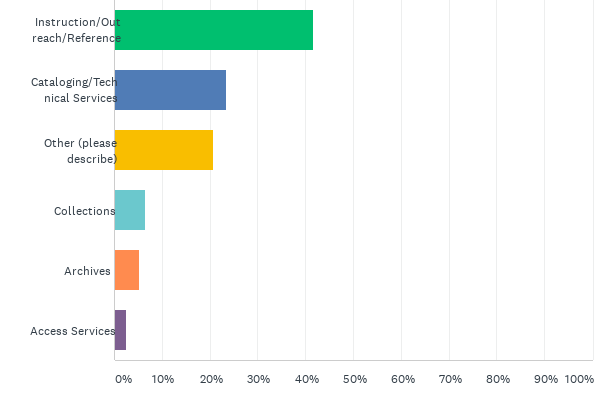 Instruction/Out
reach/Reference
Cataloging/Tech
nical Services
Other (please
describe)
Collections
Archives
Access Services
0% 10% 20% 30% 40% 50% 60% 70% 80% 90% 100%